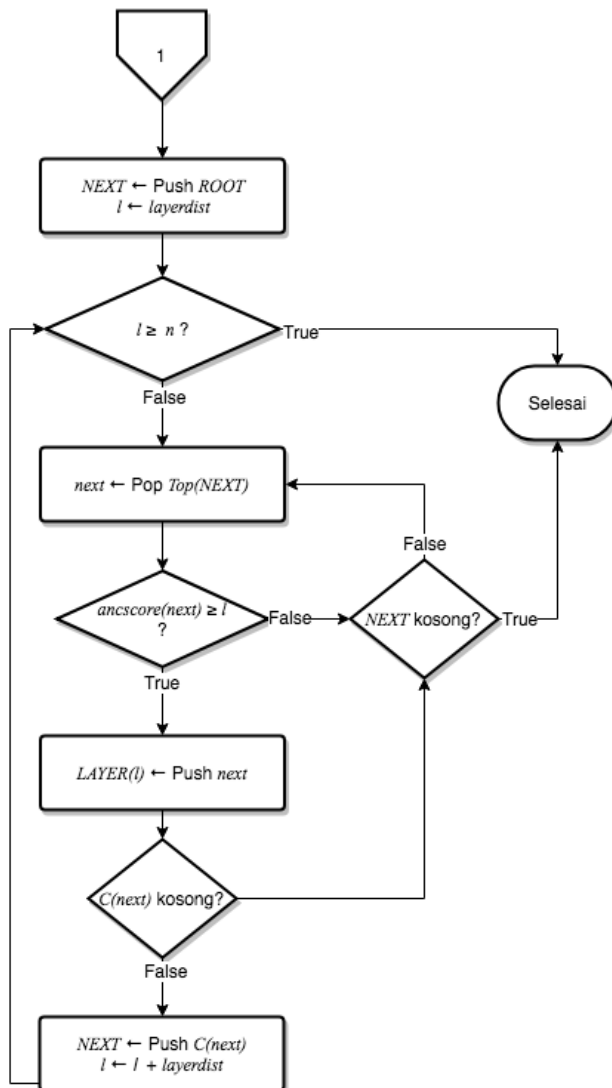 1
NEXT ← Push ROOT
l ← layerdist
l ≥ n ?
True
False
Selesai
next ← Pop Top(NEXT)
False
ancscore(next) ≥ l
?
False
NEXT kosong?
True
True
LAYER(l) ← Push next
C(next) kosong?
False
NEXT ← Push C(next)
l ← l + layerdist